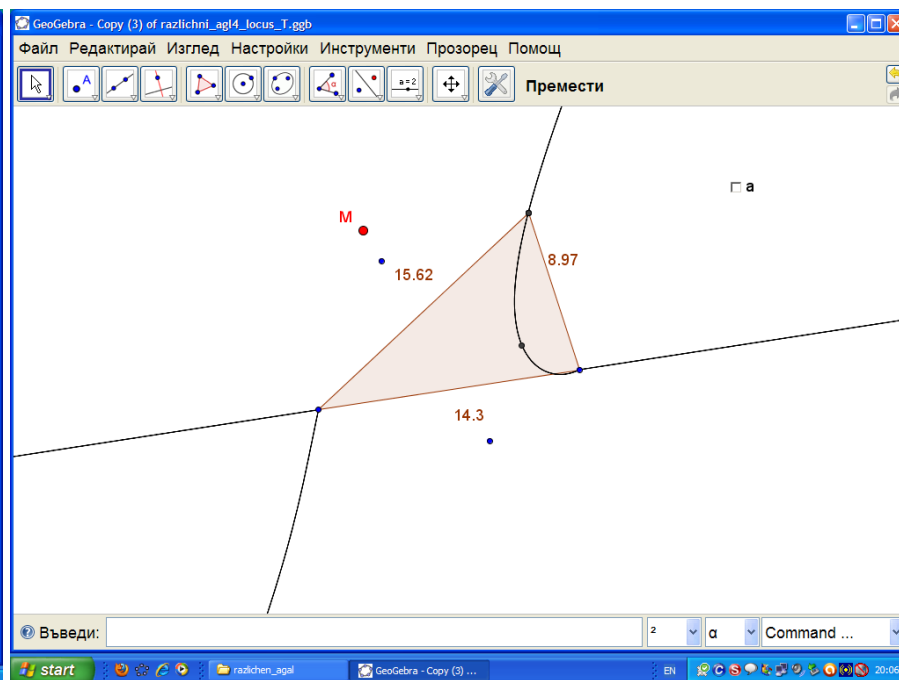 GeoGebra - Copy (3) of razlichni_agl4_locus_T.ggb
Файл Редактирай Изглед Настройки Инструменти Прозорец Помощ
A α a=2 Премести
a
M
15.62
8.97
14.3
Въведи: ² α Command ...
start razlichen_agal GeoGebra - Copy (3) ... EN 20:06